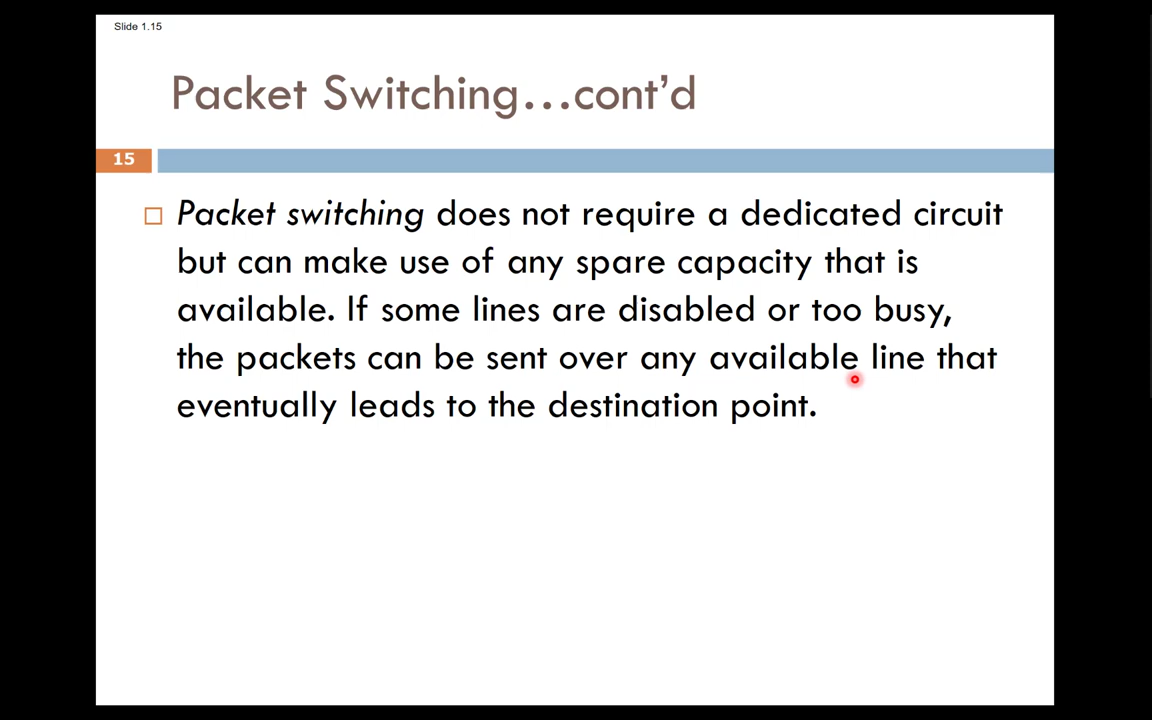 Slide 1.15
Packet Switching...cont'd
15
Packet switching does not require a dedicated circuit
but can make use of any spare capacity that is
available. If some lines are disabled or too busy,
the packets can be sent over any available line that
eventually leads to the destination point.